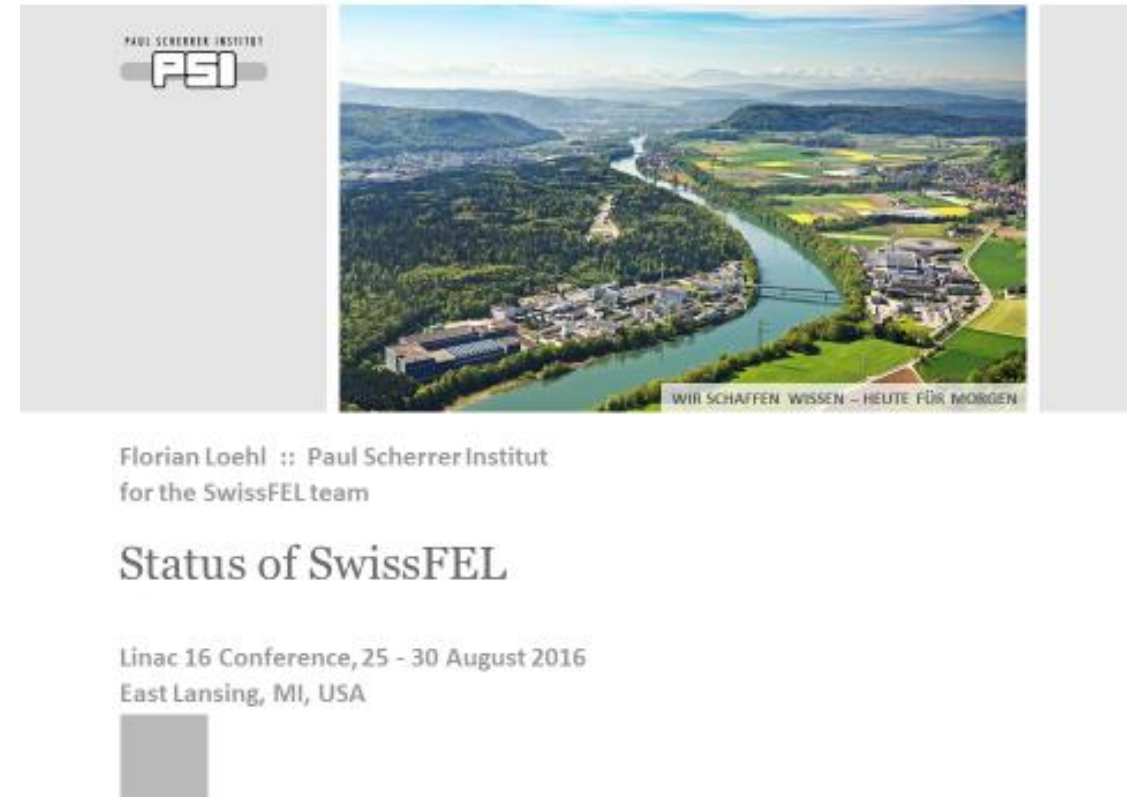 PAUL SCHERRER INSTITUT
PSI
WIR SCHAFFEN WISSEN – HEUTE FÜR MORGEN
Florian Loehl :: Paul Scherrer Institut
for the SwissFEL team
Status of SwissFEL
Linac 16 Conference, 25 - 30 August 2016
East Lansing, MI, USA